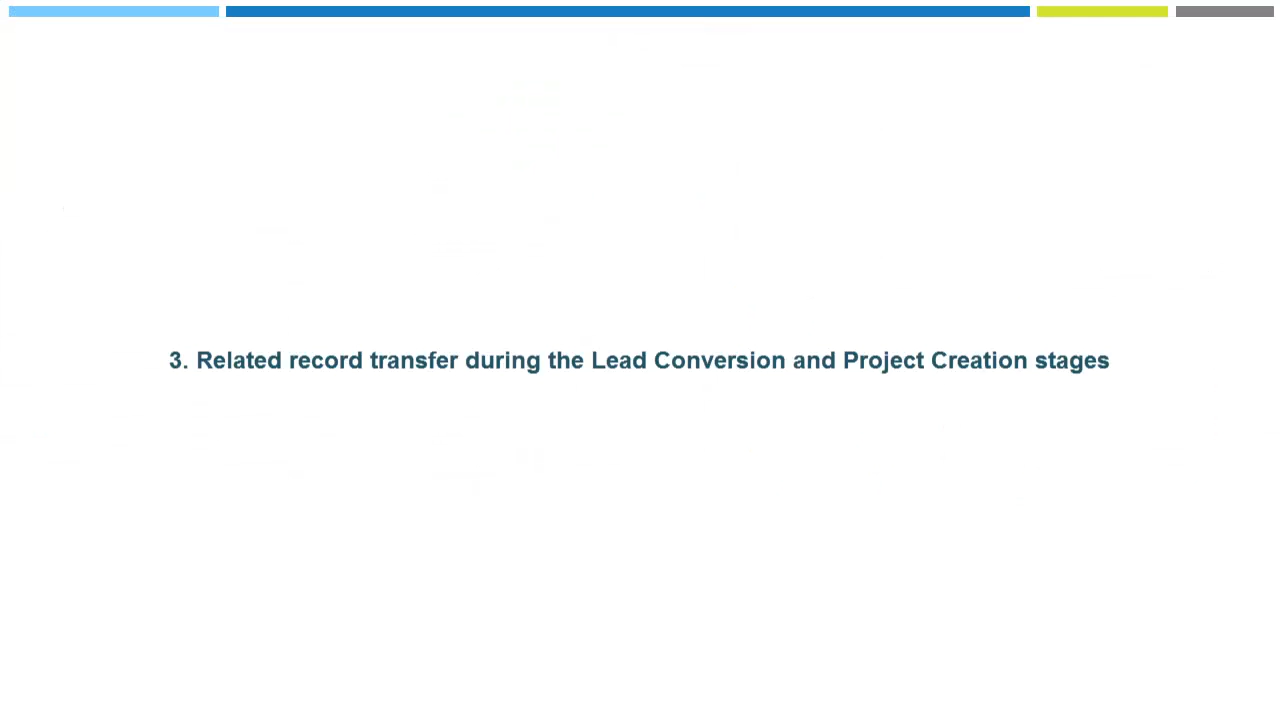 3. Related record transfer during the Lead Conversion and Project Creation stages